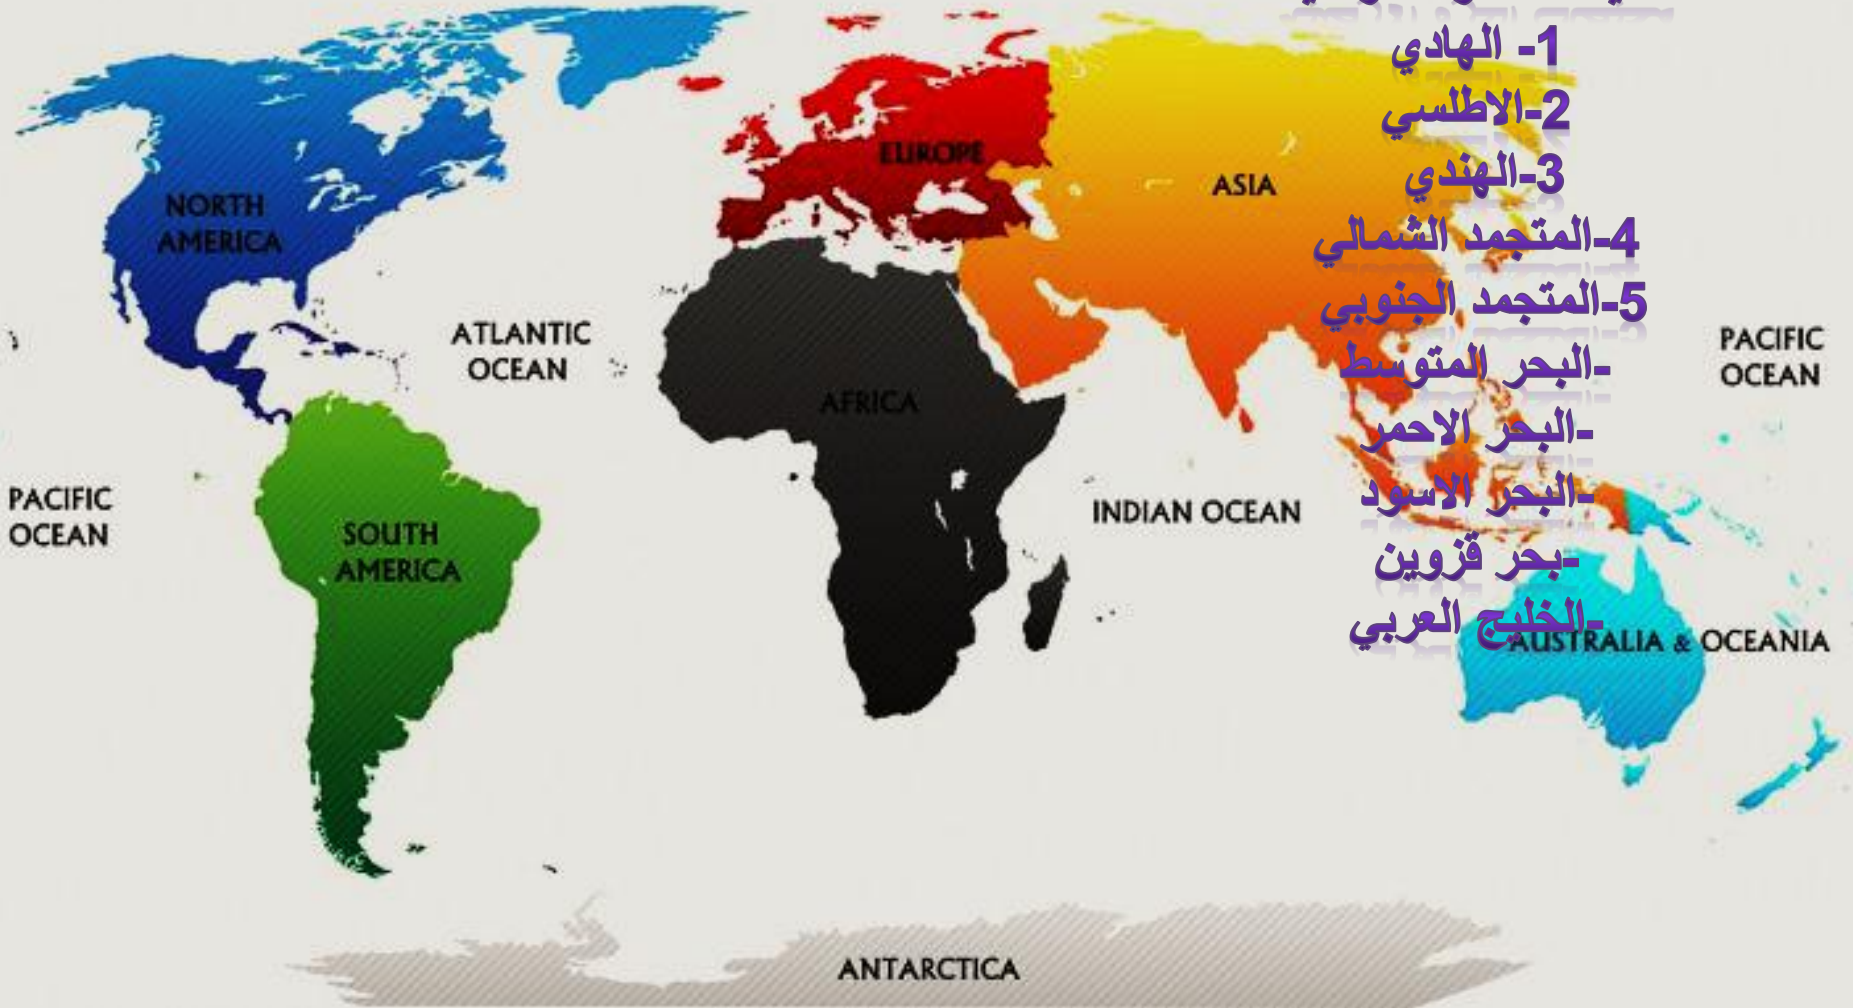 1- الهادي
2-الاطلسي
3-الهندي
4-المتجمد الشمالي
5-المتجمد الجنوبي
-البحر المتوسط
-البحر الاحمر
-البحر الاسود
-بحر قزوين
-الخليج العربي
EUROPE
ASIA
NORTH
AMERICA
ATLANTIC
OCEAN
PACIFIC
OCEAN
AFRICA
PACIFIC
OCEAN
INDIAN OCEAN
SOUTH
AMERICA
AUSTRALIA & OCEANIA
ANTARCTICA